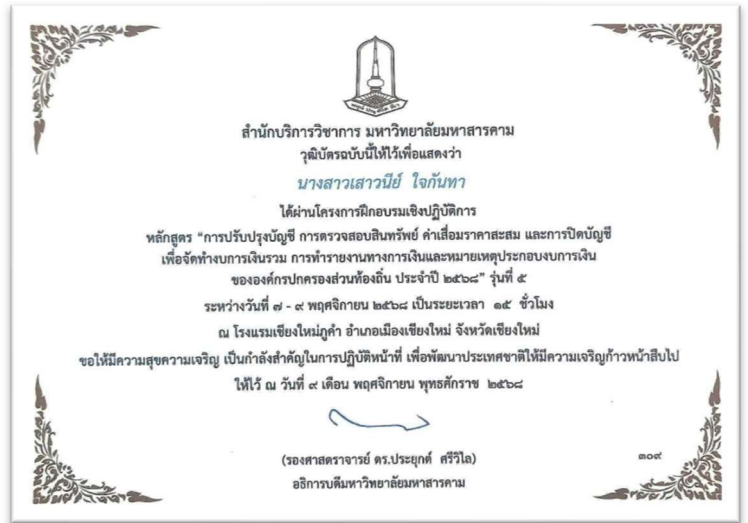 สำนักบริการวิชาการ มหาวิทยาลัยมหาสารคาม
วุฒิบัตรฉบับนี้ให้ไว้เพื่อแสดงว่า
นางสาวเสาวนีย์ ใจกันทา
ได้ผ่านโครงการฝึกอบรมเชิงปฏิบัติการ
หลักสูตร “การปรับปรุงบัญชี การตรวจสอบสินทรัพย์ ค่าเสื่อมราคาสะสม และการปิดบัญชี
เพื่อจัดทำงบการเงินรวม การทำรายงานทางการเงินและหมายเหตุประกอบงบการเงิน
ขององค์กรปกครองส่วนท้องถิ่น ประจำปี ๒๕๖๘” รุ่นที่ ๕
ระหว่างวันที่ ๗ - ๙ พฤศจิกายน ๒๕๖๘ เป็นระยะเวลา ๑๕ ชั่วโมง
ณ โรงแรมเชียงใหม่ภูคำ อำเภอเมืองเชียงใหม่ จังหวัดเชียงใหม่
ขอให้มีความสุขความเจริญ เป็นกำลังสำคัญในการปฏิบัติหน้าที่ เพื่อพัฒนาประเทศชาติให้มีความเจริญก้าวหน้าสืบไป
ให้ไว้ ณ วันที่ ๙ เดือน พฤศจิกายน พุทธศักราช ๒๕๖๘
(รองศาสตราจารย์ ดร.ประยุกต์ ศรีวิไล)
๓๐๙
อธิการบดีมหาวิทยาลัยมหาสารคาม